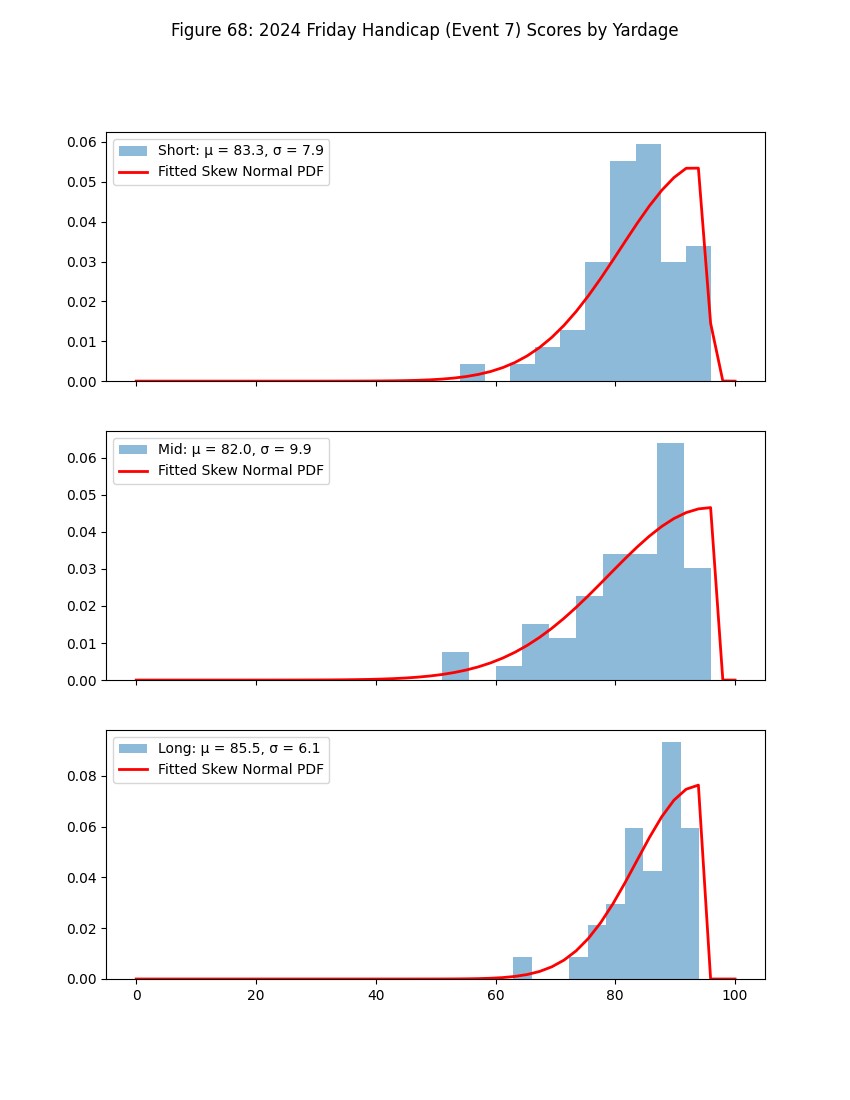 Figure 68: 2024 Friday Handicap (Event 7) Scores by Yardage
Short: μ = 83.3, σ = 7.9
Fitted Skew Normal PDF
0.06
0.05
0.04
0.03
0.02
0.01
0.00
Mid: μ = 82.0, σ = 9.9
Fitted Skew Normal PDF
0.06
0.05
0.04
0.03
0.02
0.01
0.00
Long: μ = 85.5, σ = 6.1
Fitted Skew Normal PDF
0.08
0.06
0.04
0.02
0.00
0 20 40 60 80 100